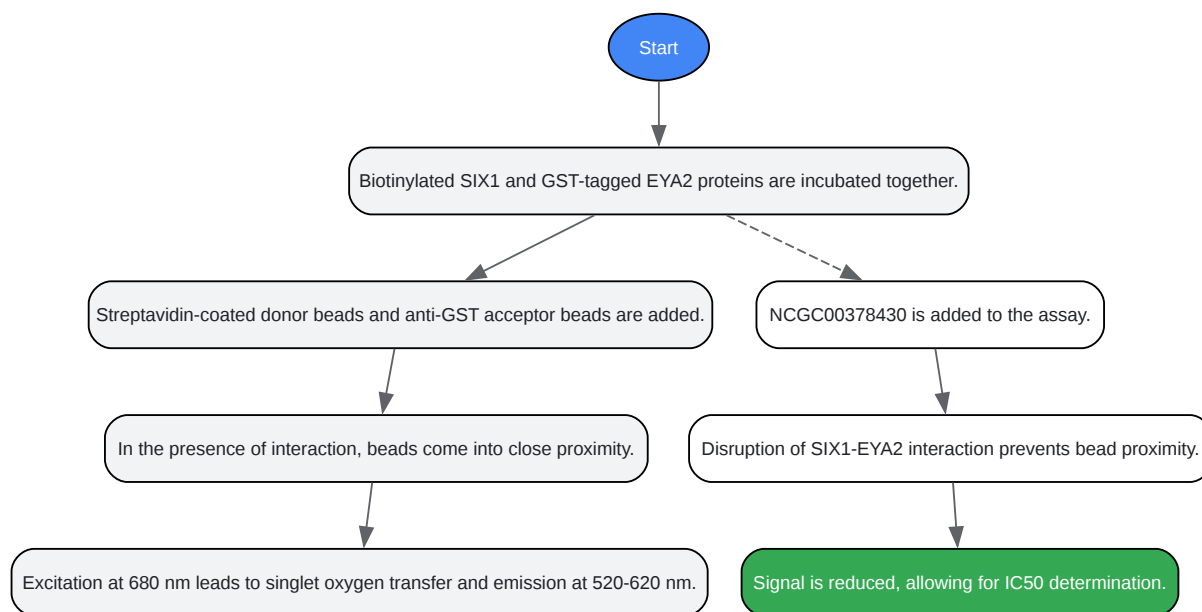 Start
Biotinylated SIX1 and GST-tagged EYA2 proteins are incubated together.
Streptavidin-coated donor beads and anti-GST acceptor beads are added.
NCGC00378430 is added to the assay.
In the presence of interaction, beads come into close proximity.
Disruption of SIX1-EYA2 interaction prevents bead proximity.
Excitation at 680 nm leads to singlet oxygen transfer and emission at 520-620 nm.
Signal is reduced, allowing for IC50 determination.